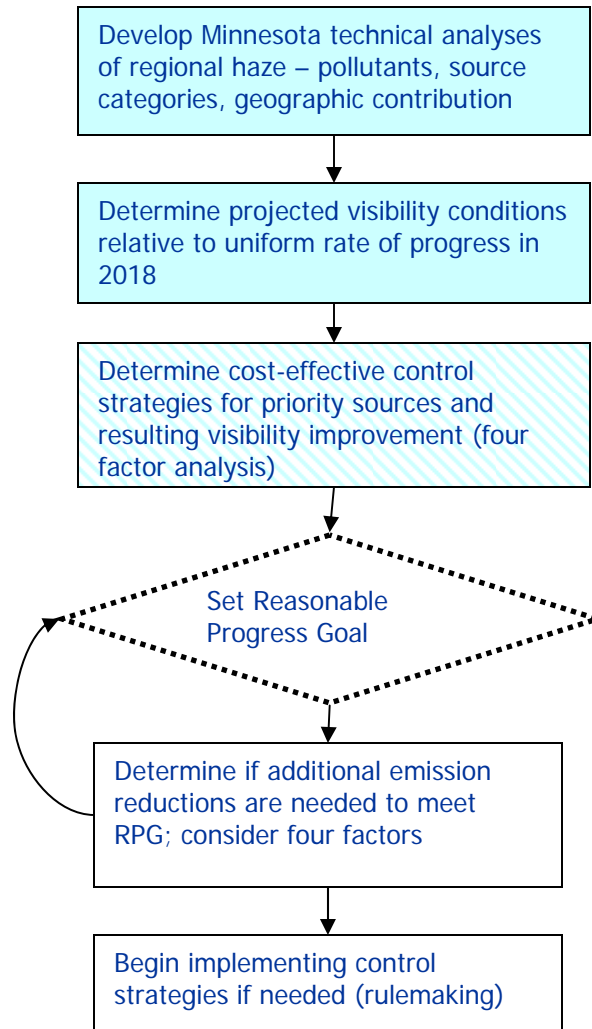 Develop Minnesota technical analyses
of regional haze – pollutants, source
categories, geographic contribution
Determine projected visibility conditions
relative to uniform rate of progress in
2018
Determine cost-effective control
strategies for priority sources and
resulting visibility improvement (four
factor analysis)
Set Reasonable
Progress Goal
Determine if additional emission
reductions are needed to meet
RPG; consider four factors
Begin implementing control
strategies if needed (rulemaking)